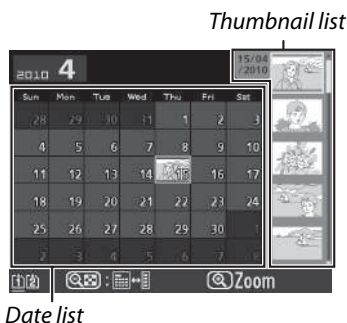 Thumbnail list
2010 4
15/04
/2010
Sun Mon Tue Wed Thu Fri Sat
28 29 30 31 1 2 3
4 5 6 7 8 9 10
11 12 13 14 15 16 17
18 19 20 21 22 23 24
25 26 27 28 29 30 1
2 3 4 5 6 7 8
1 2 : Zoom
Date list